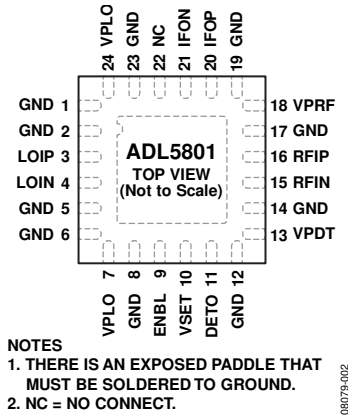 24 VPLO
23 GND
22 NC
21 IFON
20 IFOP
19 GND
GND 1
GND 2
LOIP 3
LOIN 4
GND 5
GND 6
ADL5801
TOP VIEW
(Not to Scale)
18 VPRF
17 GND
16 RFIP
15 RFIN
14 GND
13 VPDT
VPLO 7
GND 8
ENBL 9
VSET 10
DETO 11
GND 12
NOTES
1. THERE IS AN EXPOSED PADDLE THAT
MUST BE SOLDERED TO GROUND.
2. NC = NO CONNECT.
08079-002